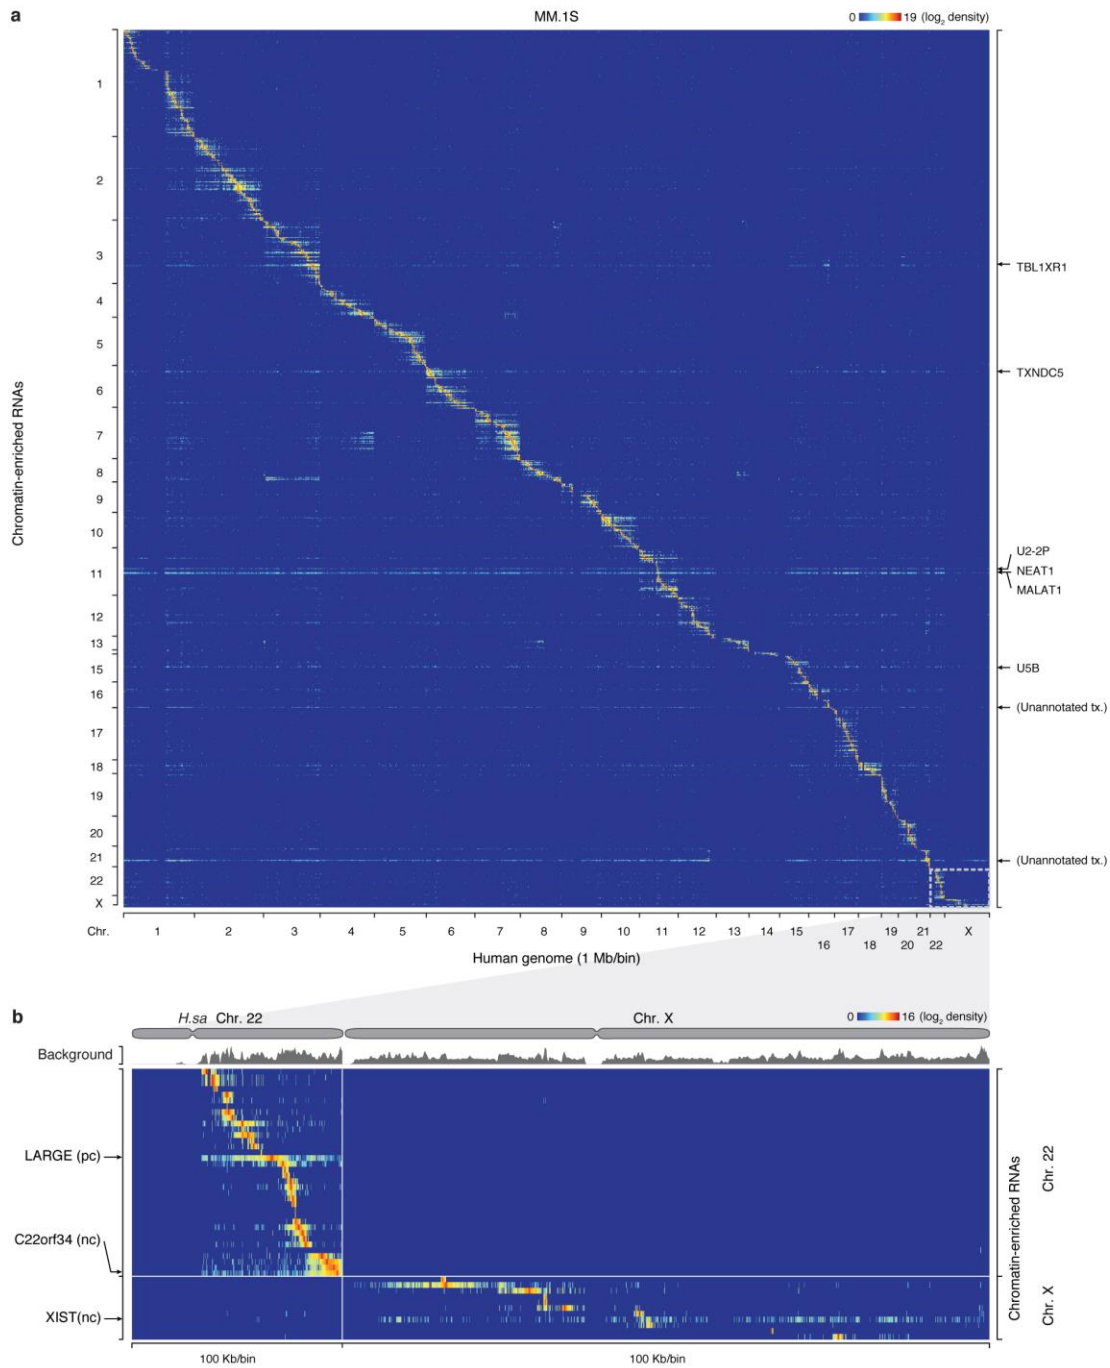 a
MM.1S
0 19 (log2 density)
Chromatin-enriched RNAs
1
2
3
4
5
6
7
8
9
10
11
12
13
15
16
17
18
19
20
21
22
X
TBL1XR1
TXNDC5
U2-2P
NEAT1
MALAT1
U5B
(Unannotated tx.)
(Unannotated tx.)
Chr. 1 2 3 4 5 6 7 8 9 10 11 12 13 14 15 16 17 18 19 20 21 22 X
Human genome (1 Mb/bin)
b
H.sa Chr. 22
Chr. X
0 16 (log2 density)
Background
LARGE (pc)
C22orf34 (nc)
XIST(nc)
Chromatin-enriched RNAs
Chr. 22
Chr. X
100 Kb/bin
100 Kb/bin